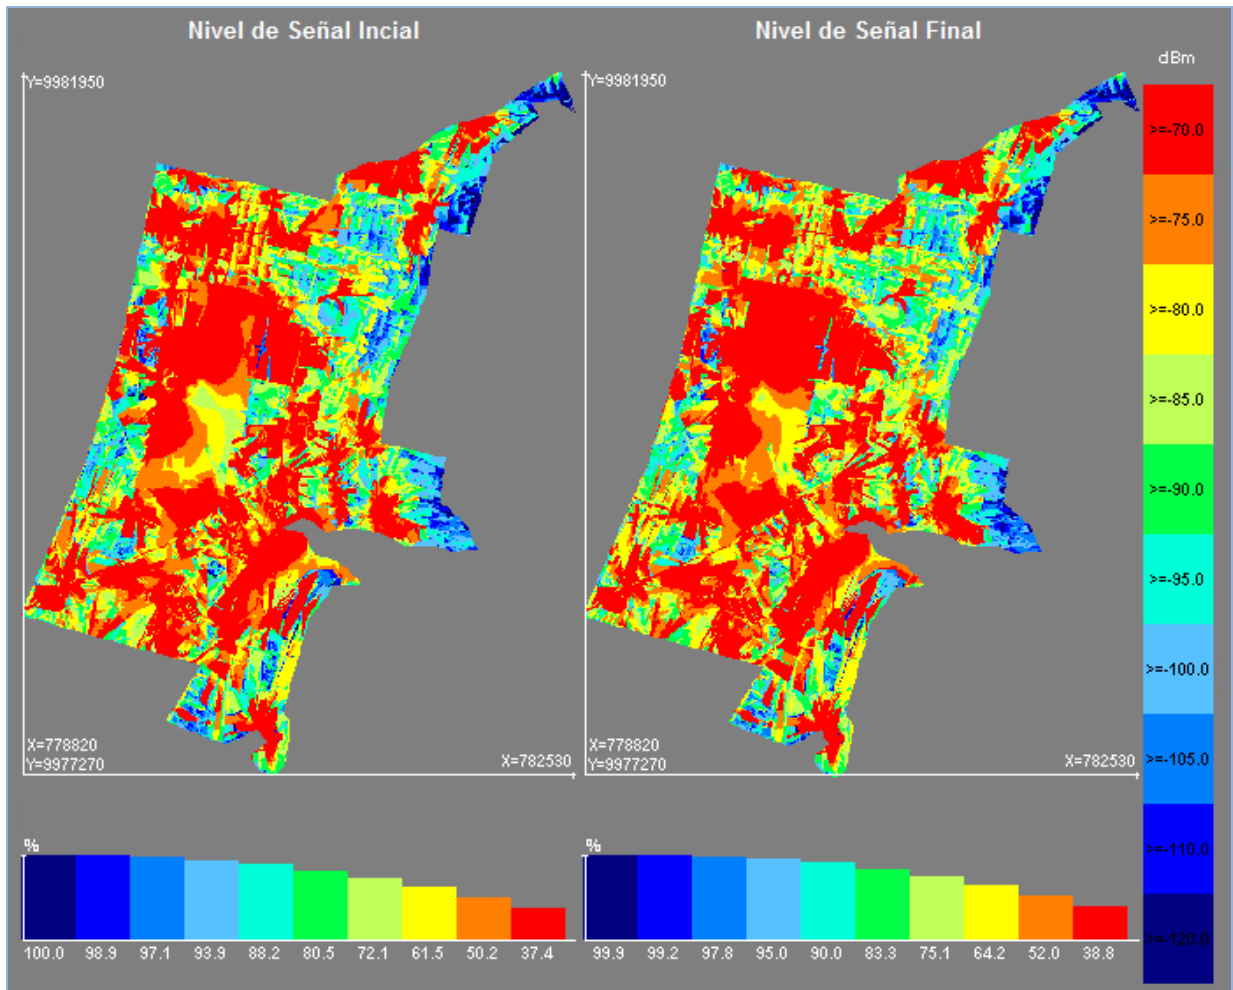 Nivel de Señal Incial
Nivel de Señal Final
dBm
Y=9981950
Y=9981950
>=-70.0
>=-75.0
>=-80.0
>=-85.0
>=-90.0
>=-95.0
>=-100.0
>=-105.0
>=-110.0
>=-120.0
X=778820
Y=9977270
X=782530
X=778820
Y=9977270
X=782530
%
100.0 98.9 97.1 93.9 88.2 80.5 72.1 61.5 50.2 37.4
%
99.9 99.2 97.8 95.0 90.0 83.3 75.1 64.2 52.0 38.8